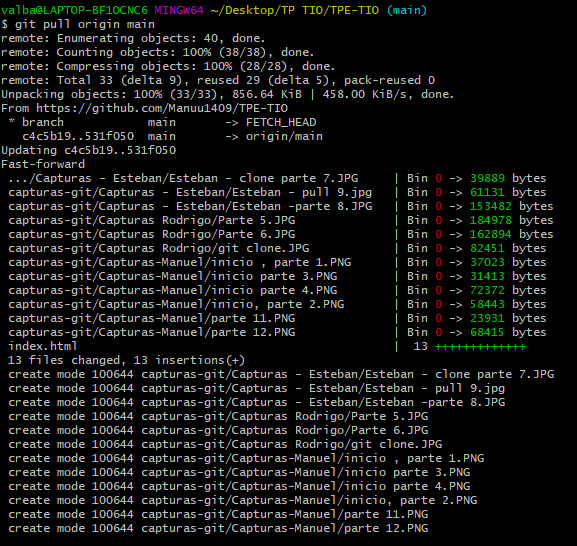 valba@LAPTOP-BF1OCNC6 MINGW64 ~/Desktop/TP TIO/TPE-TIO (main)
$ git pull origin main
remote: Enumerating objects: 40, done.
remote: Counting objects: 100% (38/38), done.
remote: Compressing objects: 100% (28/28), done.
remote: Total 33 (delta 9), reused 29 (delta 5), pack-reused 0
Unpacking objects: 100% (33/33), 856.64 KiB | 458.00 KiB/s, done.
From https://github.com/Manuu1409/TPE-TIO
 * branch            main       -> FETCH_HEAD
   c4c5b19..531f050  main       -> origin/main
Updating c4c5b19..531f050
Fast-forward
 .../Capturas - Esteban/Esteban - clone parte 7.JPG     | Bin 0 -> 39889 bytes
 capturas-git/Capturas - Esteban/Esteban - pull 9.jpg   | Bin 0 -> 61131 bytes
 capturas-git/Capturas - Esteban/Esteban -parte 8.JPG   | Bin 0 -> 153482 bytes
 capturas-git/Capturas Rodrigo/Parte 5.JPG              | Bin 0 -> 184978 bytes
 capturas-git/Capturas Rodrigo/Parte 6.JPG              | Bin 0 -> 162894 bytes
 capturas-git/Capturas Rodrigo/git clone.JPG            | Bin 0 -> 82451 bytes
 capturas-git/Capturas-Manuel/inicio , parte 1.PNG      | Bin 0 -> 37023 bytes
 capturas-git/Capturas-Manuel/inicio parte 3.PNG        | Bin 0 -> 31413 bytes
 capturas-git/Capturas-Manuel/inicio parte 4.PNG        | Bin 0 -> 72372 bytes
 capturas-git/Capturas-Manuel/inicio, parte 2.PNG       | Bin 0 -> 58443 bytes
 capturas-git/Capturas-Manuel/parte 11.PNG              | Bin 0 -> 23931 bytes
 capturas-git/Capturas-Manuel/parte 12.PNG              | Bin 0 -> 68415 bytes
 index.html                                             |  13 +++++++++++++
 13 files changed, 13 insertions(+)
 create mode 100644 capturas-git/Capturas - Esteban/Esteban - clone parte 7.JPG
 create mode 100644 capturas-git/Capturas - Esteban/Esteban - pull 9.jpg
 create mode 100644 capturas-git/Capturas - Esteban/Esteban -parte 8.JPG
 create mode 100644 capturas-git/Capturas Rodrigo/Parte 5.JPG
 create mode 100644 capturas-git/Capturas Rodrigo/Parte 6.JPG
 create mode 100644 capturas-git/Capturas Rodrigo/git clone.JPG
 create mode 100644 capturas-git/Capturas-Manuel/inicio , parte 1.PNG
 create mode 100644 capturas-git/Capturas-Manuel/inicio parte 3.PNG
 create mode 100644 capturas-git/Capturas-Manuel/inicio parte 4.PNG
 create mode 100644 capturas-git/Capturas-Manuel/inicio, parte 2.PNG
 create mode 100644 capturas-git/Capturas-Manuel/parte 11.PNG
 create mode 100644 capturas-git/Capturas-Manuel/parte 12.PNG